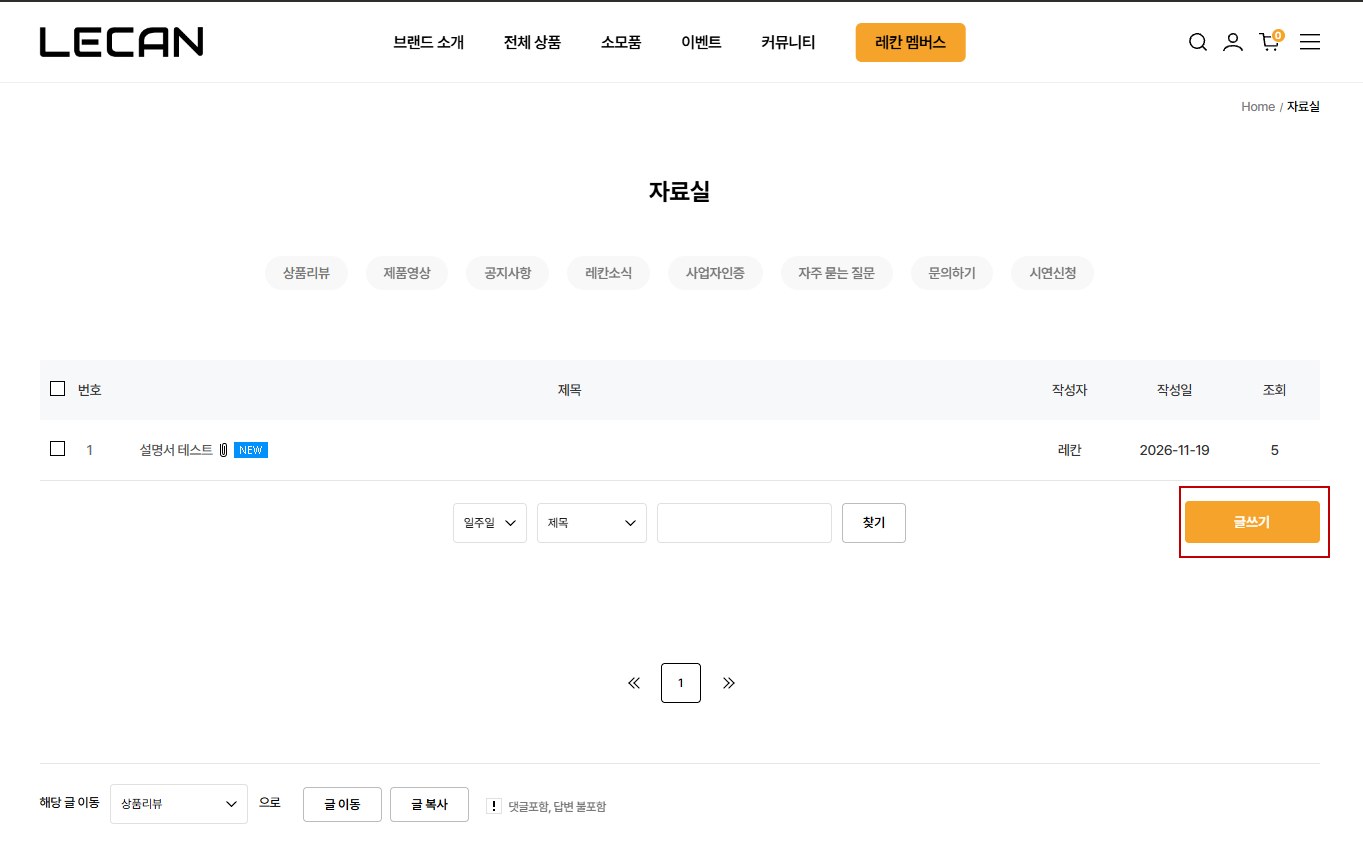 LECAN
브랜드 소개 전체 상품 소모품 이벤트 커뮤니티 레칸 멤버스 0
Home / 자료실
자료실
상품리뷰 제품영상 공지사항 레칸소식 사업자인증 자주 묻는 질문 문의하기 시연신청
번호 제목 작성자 작성일 조회
1 설명서 테스트 NEW 레칸 2026-11-19 5
일주일 제목 찾기 글쓰기
1
해당 글 이동 상품리뷰 으로 글 이동 글 복사 ! 댓글포함, 답변 불포함